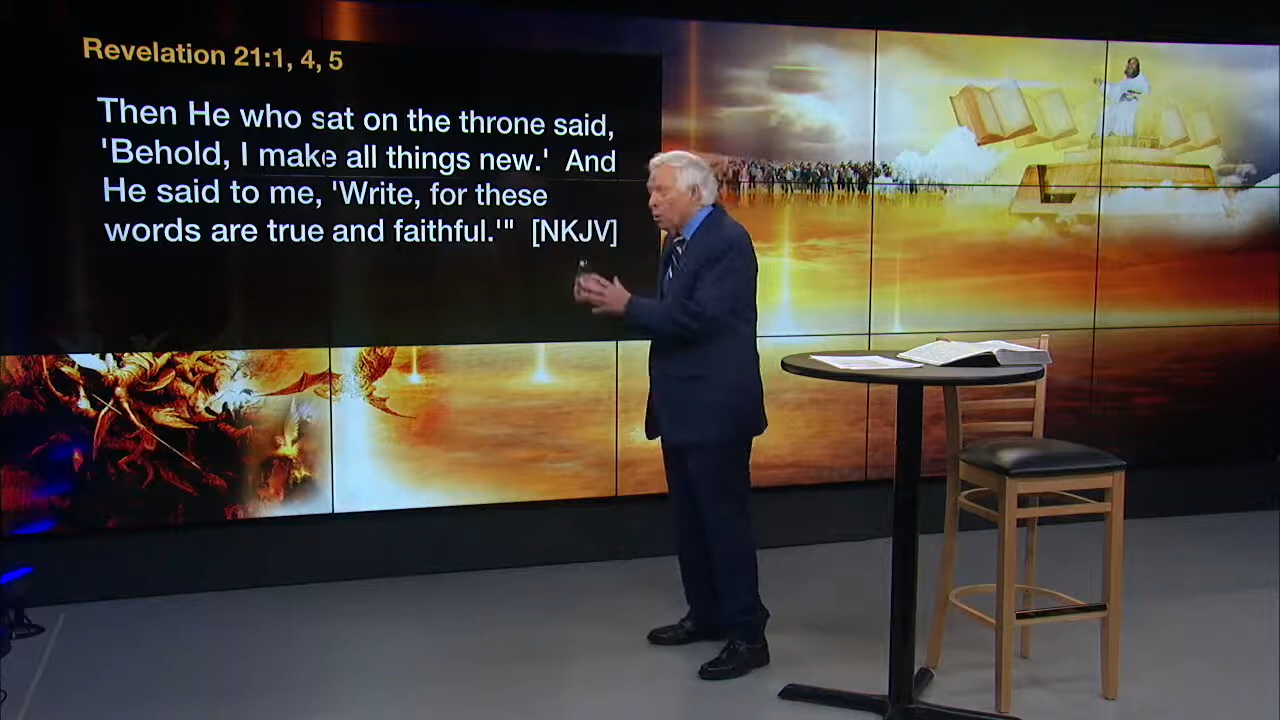 Revelation 21:1, 4, 5
Then He who sat on the throne said,
'Behold, I make all things new.' And
He said to me, 'Write, for these
words are true and faithful.'" [NKJV]